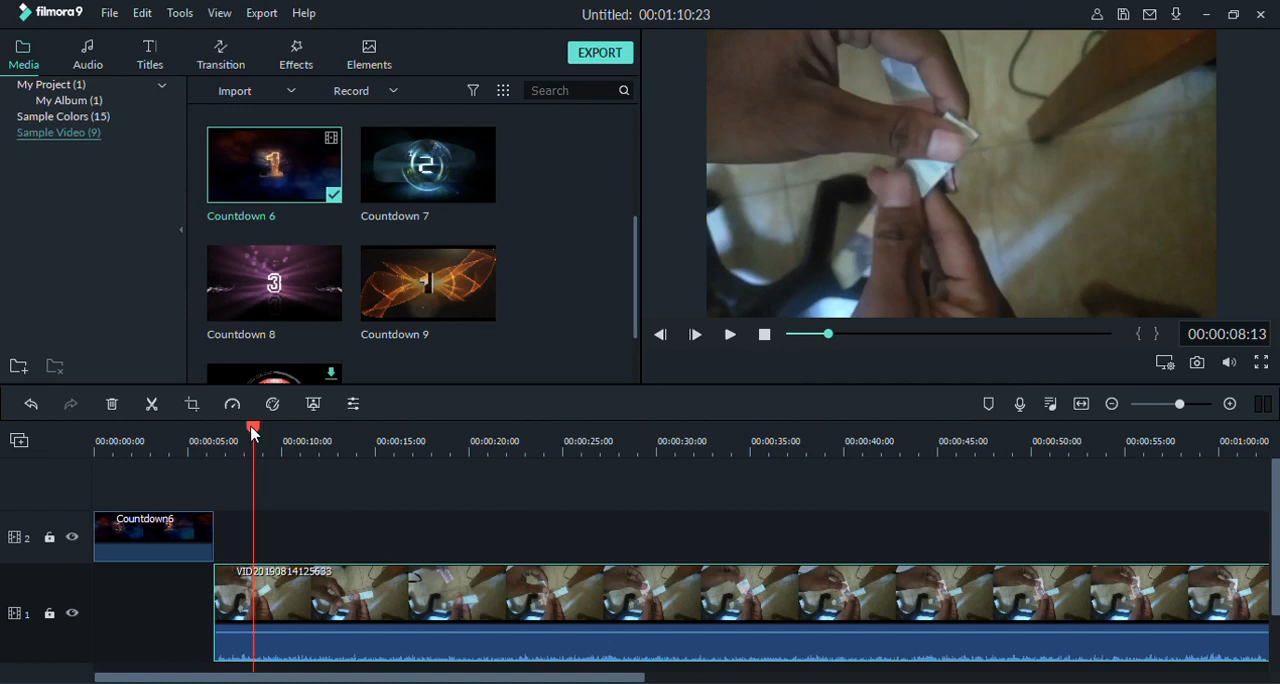 filmora9 File Edit Tools View Export Help Untitled: 00:01:10:23
Media Audio Titles Transition Effects Elements EXPORT
My Project (1)
My Album (1)
Sample Colors (15)
Sample Video (9)
Import Record Search
1 2
Countdown 6 Countdown 7
3 1
Countdown 8 Countdown 9
{ } 00:00:08:13
00:00:00:00 00:00:05:00 00:00:10:00 00:00:15:00 00:00:20:00 00:00:25:00 00:00:30:00 00:00:35:00 00:00:40:00 00:00:45:00 00:00:50:00 00:00:55:00 00:01:00:00
2 Countdown6
VID20190814125633
1